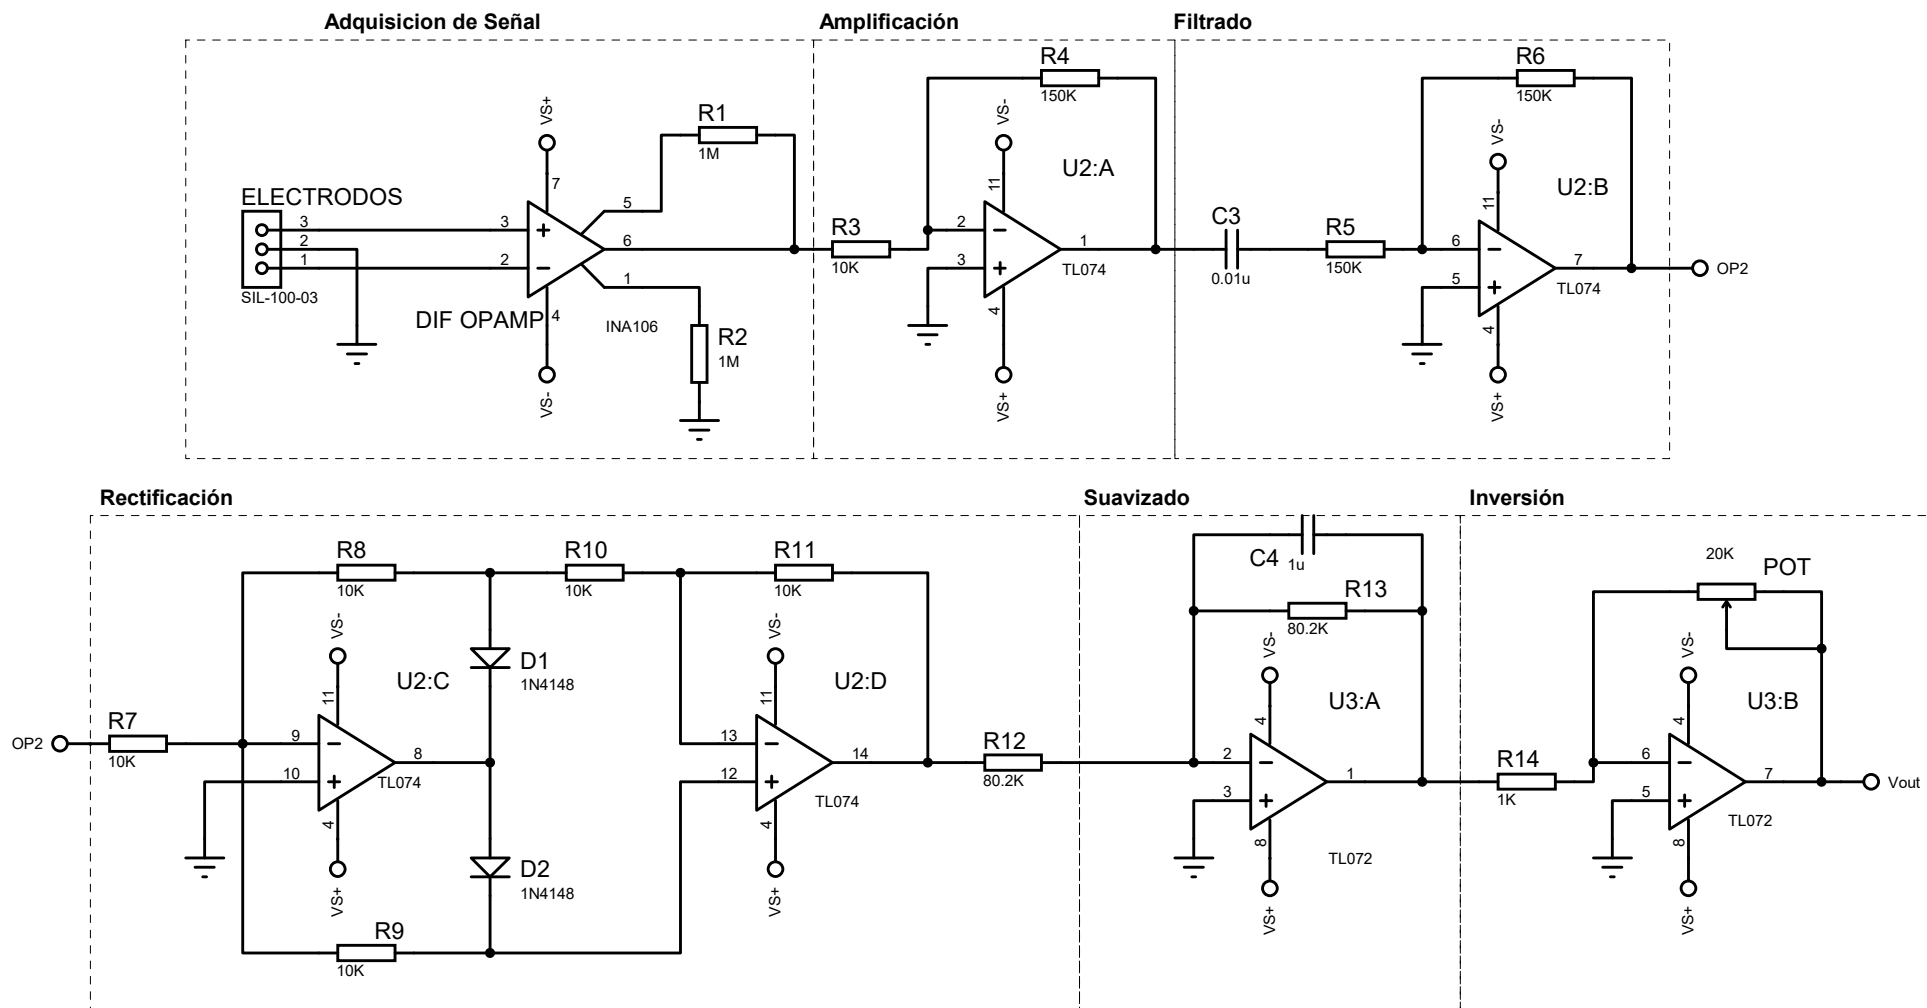 Adquisicion de Señal
Amplificación
Filtrado
ELECTRODOS
3
2
1
SIL-100-03
VS+
7
3
2
DIF OPAMP
4
VS-
5
6
1
INA106
R1
1M
R2
1M
R3
10K
R4
150K
VS-
11
U2:A
2
3
1
TL074
4
VS+
C3
0.01u
R5
150K
R6
150K
VS-
11
U2:B
6
5
7
TL074
4
VS+
OP2
Rectificación
Suavizado
Inversión
OP2
R7
10K
R8
10K
VS-
11
U2:C
9
10
8
TL074
4
VS+
R9
10K
D1
1N4148
D2
1N4148
R10
10K
R11
10K
VS-
11
U2:D
13
12
14
TL074
4
VS+
R12
80.2K
C4
1u
R13
80.2K
VS-
4
U3:A
2
3
1
8
TL072
VS+
R14
1K
20K
POT
VS-
4
U3:B
6
5
7
TL072
8
VS+
Vout